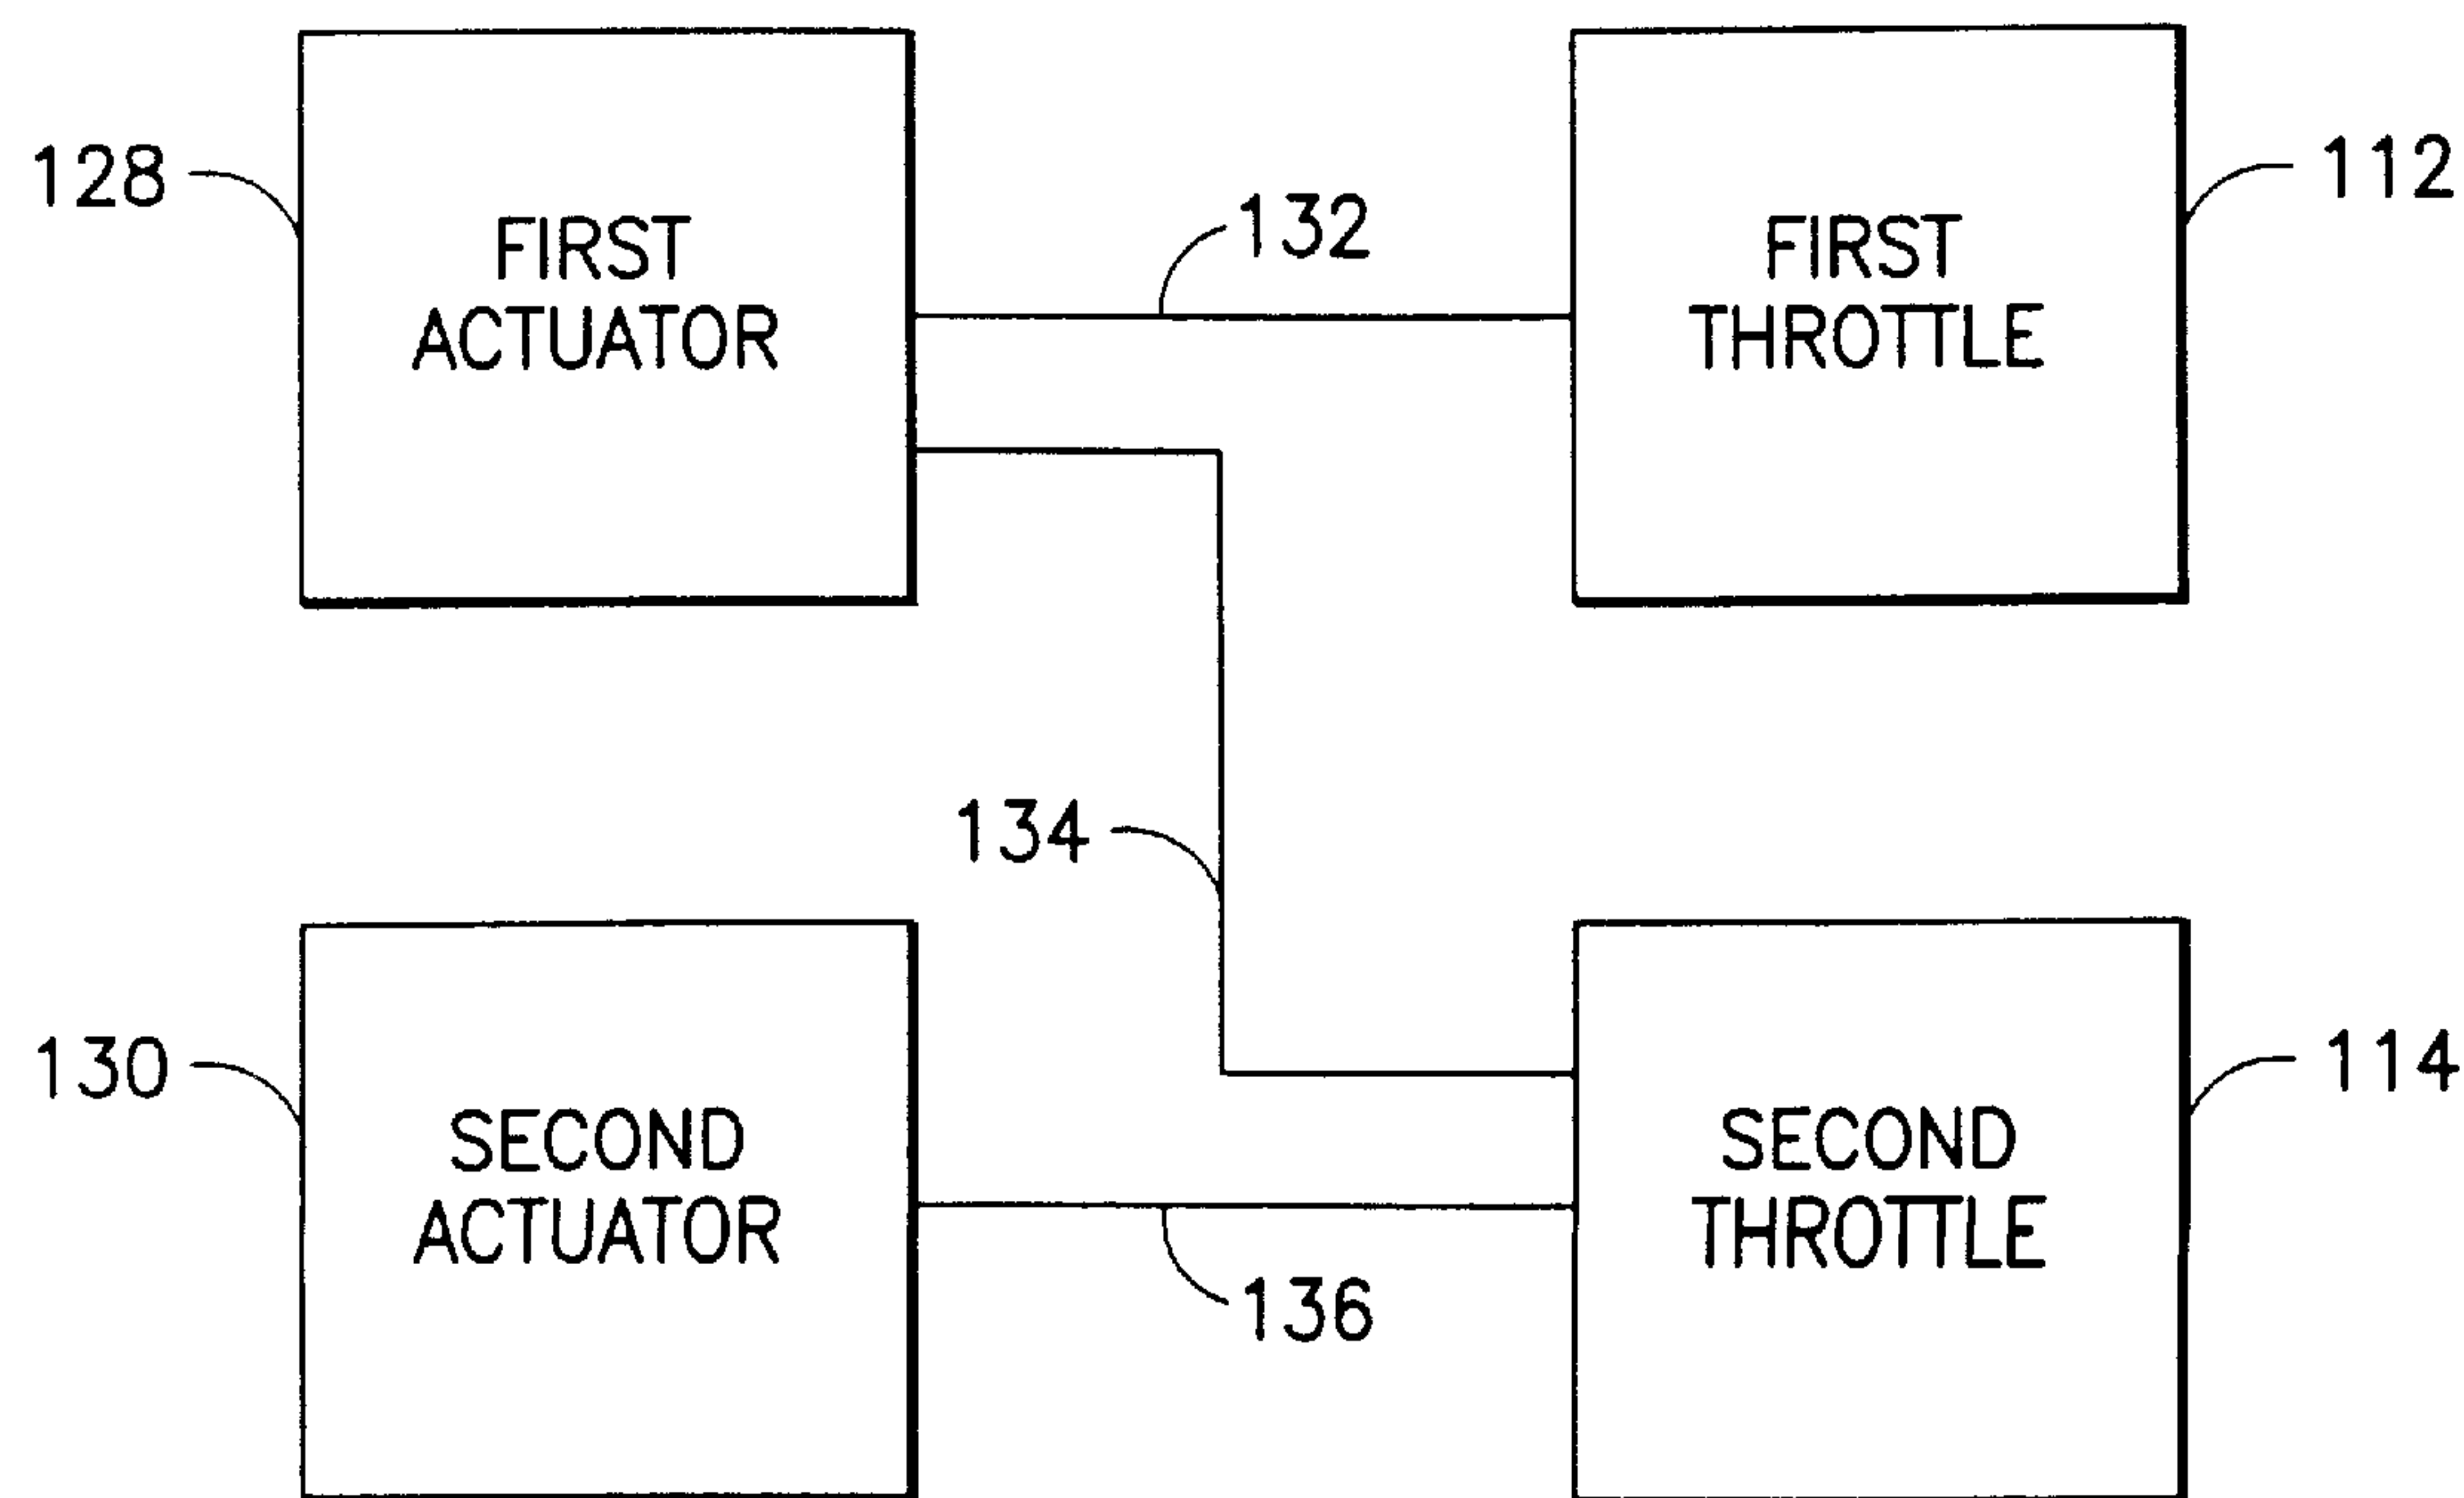 128
FIRST
ACTUATOR
132
FIRST
THROTTLE
112
134
130
SECOND
ACTUATOR
136
SECOND
THROTTLE
114